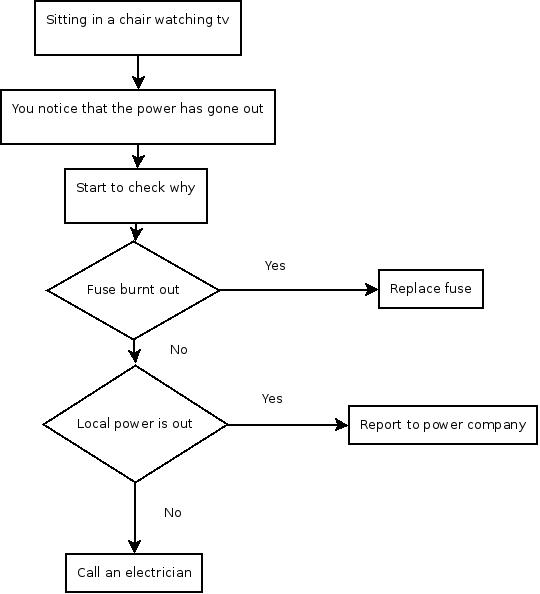 Sitting in a chair watching tv
You notice that the power has gone out
Start to check why
Fuse burnt out
Yes
Replace fuse
No
Local power is out
Yes
Report to power company
No
Call an electrician